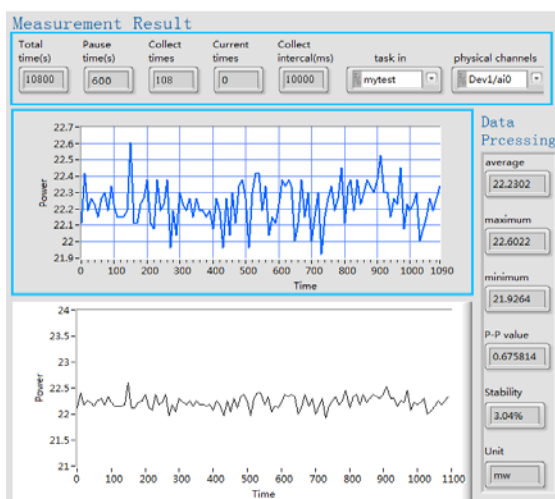 Measurement Result
Total time(s)
Pause time(s)
Collect times
Current times
Collect intercal(ms)
task in
physical channels
10800
600
108
0
10000
mytest
Dev1/ai0
Data
Prcessing
22.7
22.6
22.5
22.4
22.3
22.2
22.1
22
21.9
Power
0 100 200 300 400 500 600 700 800 900 1000 1090
Time
average
22.2302
maximum
22.6022
minimum
21.9264
P-P value
0.675814
Stability
3.04%
Unit
mw
24
23.5
23
22.5
22
21.5
21
Power
0 100 200 300 400 500 600 700 800 900 1000 1100
Time